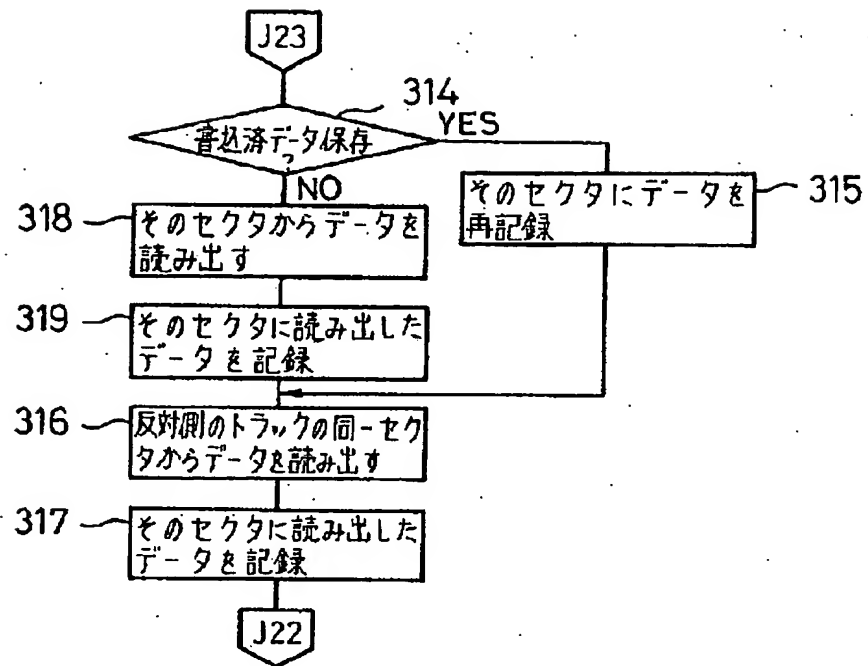 J23
314
書込済データ保存
?
YES
NO
そのセクタにデータを
再記録
315
318
そのセクタからデータを
読み出す
319
そのセクタに読み出した
データを記録
316
反対側のトラックの同一セク
タからデータを読み出す
317
そのセクタに読み出した
データを記録
J22